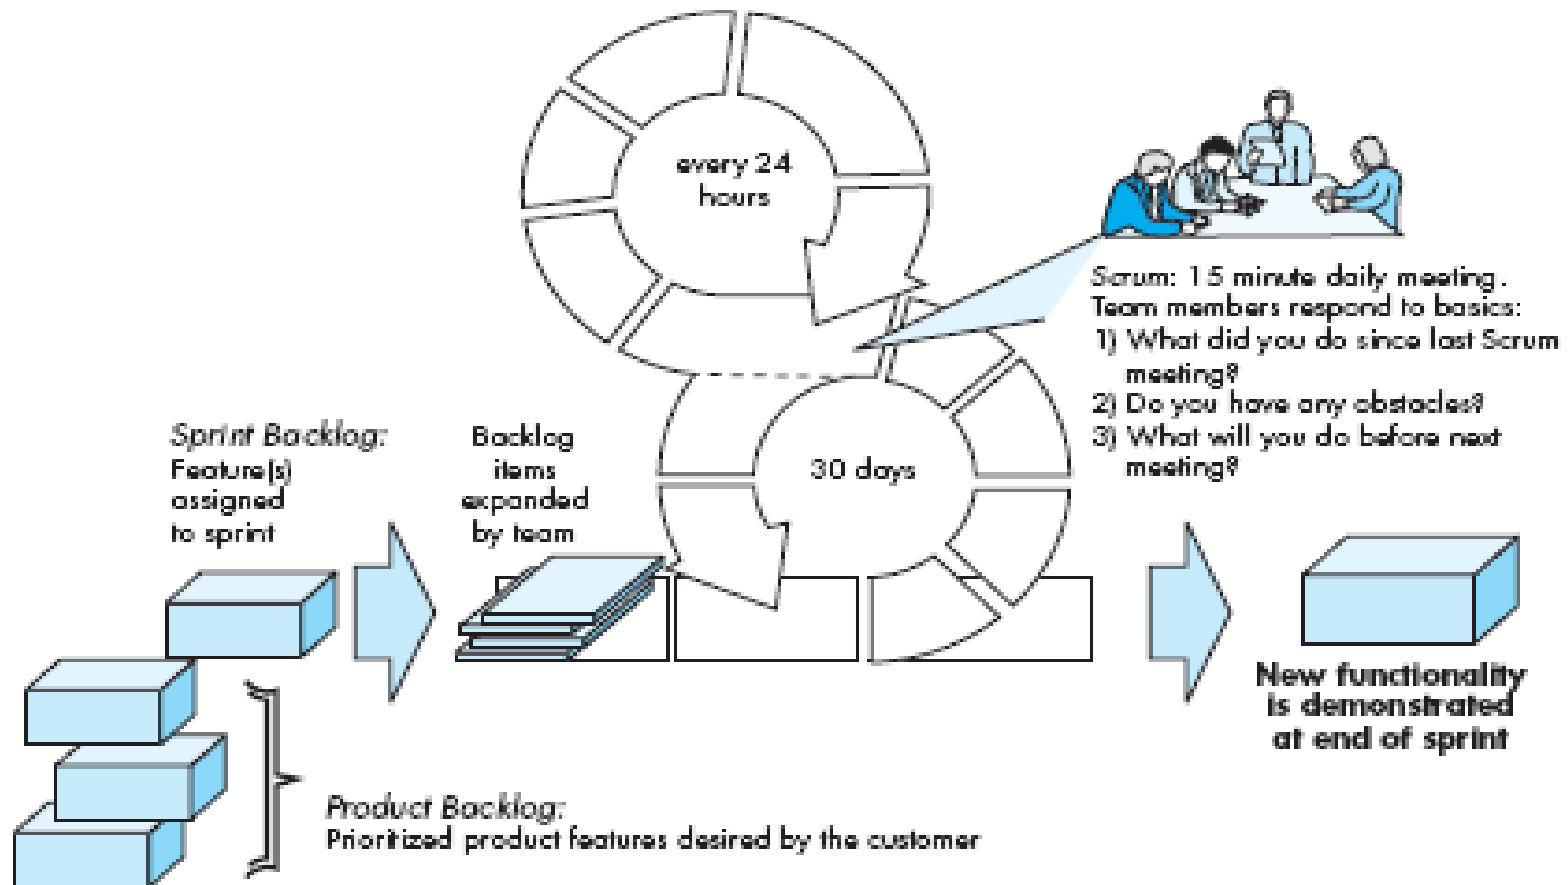 every 24
hours
Scrum: 15 minute daily meeting.
Team members respond to basics:
1) What did you do since last Scrum
meeting?
2) Do you have any obstacles?
3) What will you do before next
meeting?
Sprint Backlog:
Feature(s)
assigned
to sprint
Backlog
items
expanded
by team
30 days
New functionality
is demonstrated
at end of sprint
Product Backlog:
Prioritized product features desired by the customer